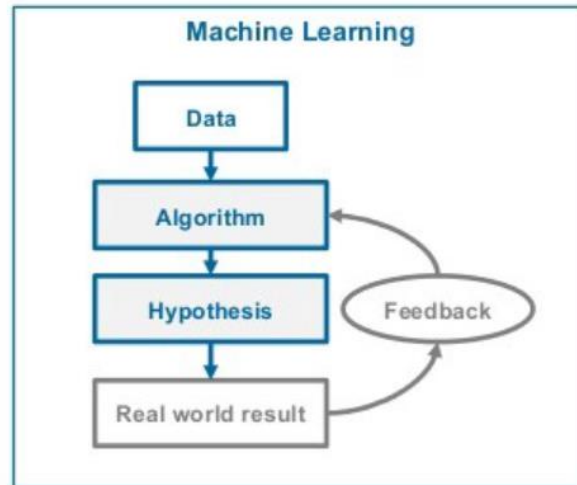 Machine Learning
Data
Algorithm
Hypothesis
Feedback
Real world result